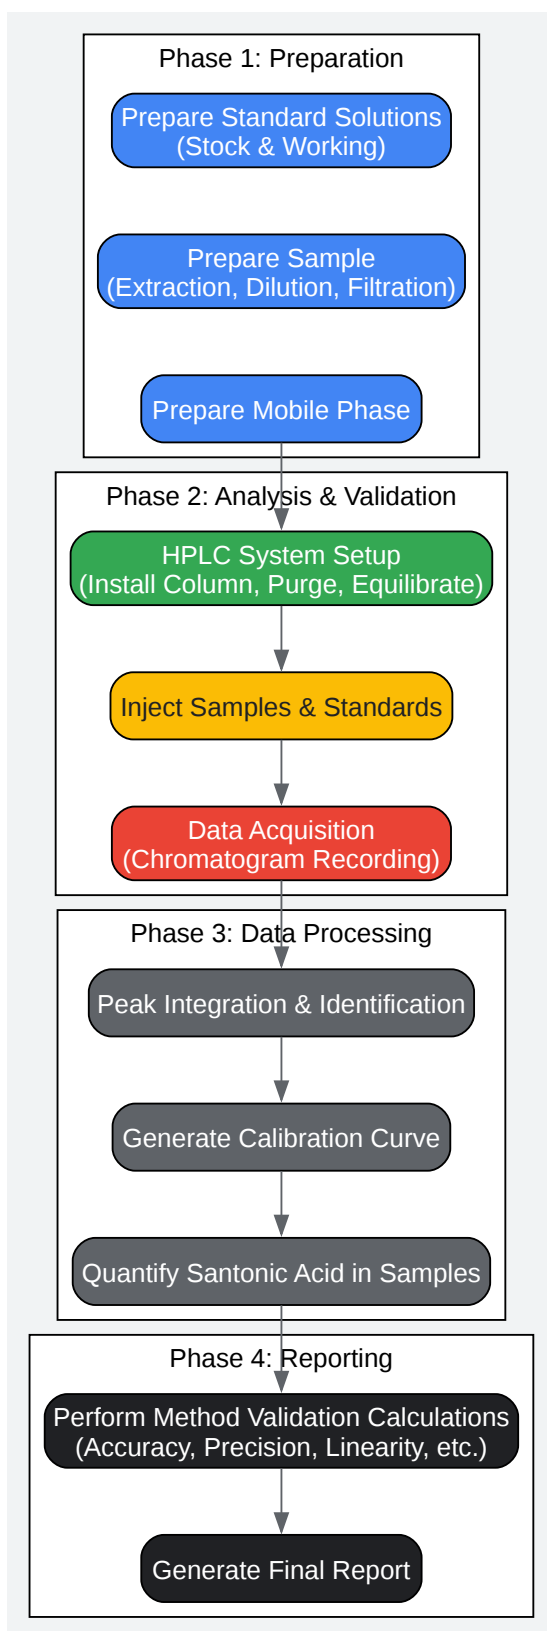 Phase 1: Preparation
Prepare Standard Solutions
(Stock & Working)
Prepare Sample
(Extraction, Dilution, Filtration)
Prepare Mobile Phase
Phase 2: Analysis & Validation
HPLC System Setup
(Install Column, Purge, Equilibrate)
Inject Samples & Standards
Data Acquisition
(Chromatogram Recording)
Phase 3: Data Processing
Peak Integration & Identification
Generate Calibration Curve
Quantify Santonic Acid in Samples
Phase 4: Reporting
Perform Method Validation Calculations
(Accuracy, Precision, Linearity, etc.)
Generate Final Report